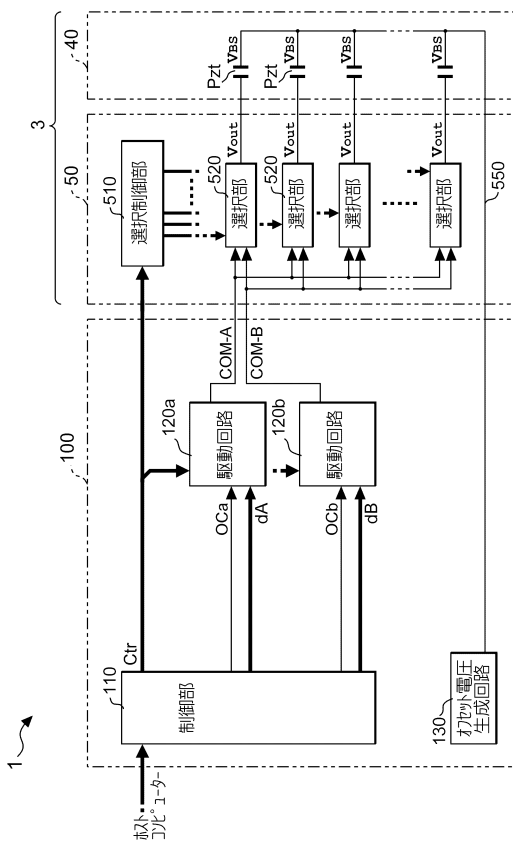 1
ホスト
コンピューター
100
110
制御部
Ctr
OCa
dA
OCb
dB
120a
駆動回路
120b
駆動回路
130
オフセット電圧
生成回路
COM-A
COM-B
3
50
510
選択制御部
520
選択部
Vout
520
選択部
Vout
選択部
Vout
選択部
Vout
550
40
Pzt
VBS
Pzt
VBS
VBS
VBS